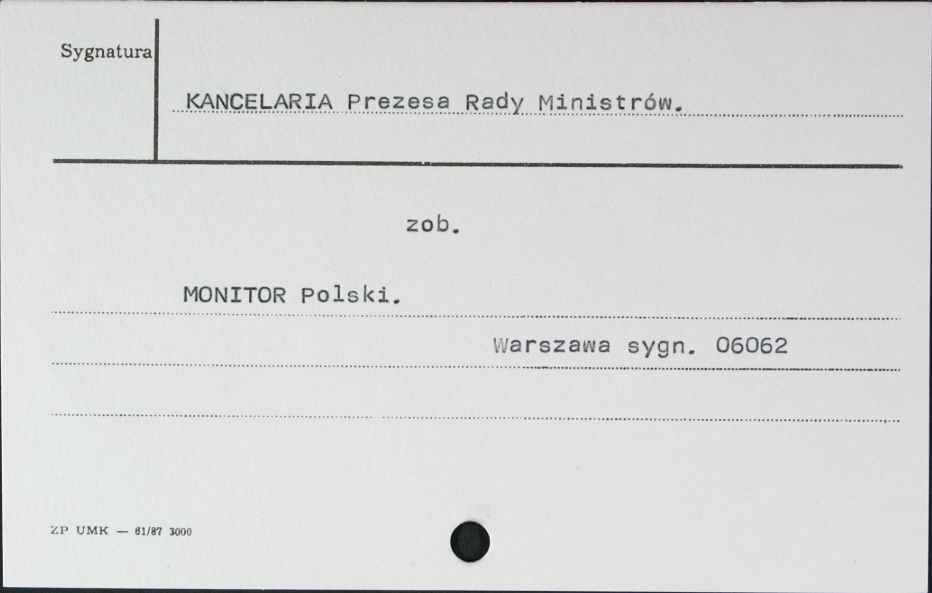 Sygnatura
KANCELARIA Prezesa Rady Ministrów.
zob.
MONITOR Polski.
Warszawa sygn. 06062
ZP UMK — 61/87 3000